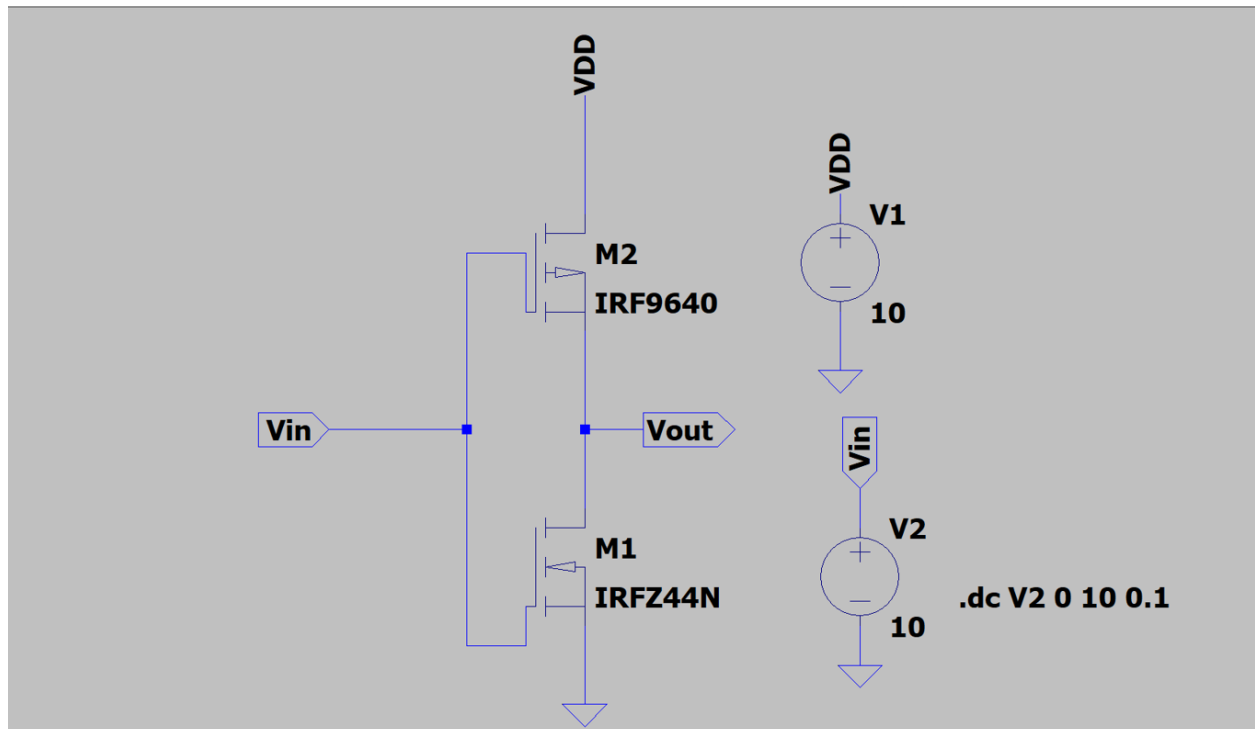 VDD
VDD
V1
M2
IRF9640
10
Vin
Vout
Vin
V2
M1
IRFZ44N
.dc V2 0 10 0.1
10